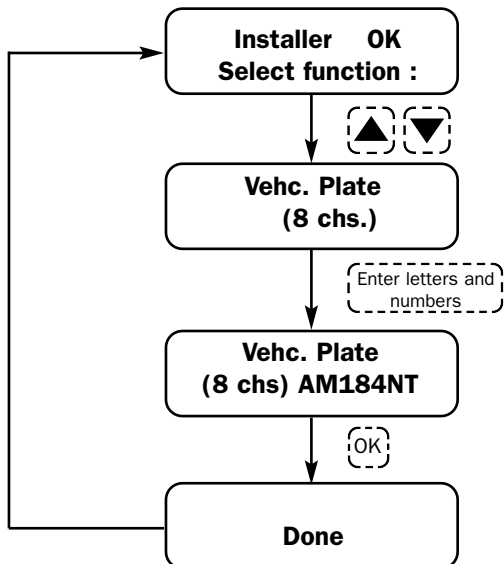 Installer OK
Select function :
Vehc. Plate
(8 chs.)
Enter letters and
numbers
Vehc. Plate
(8 chs) AM184NT
OK
Done